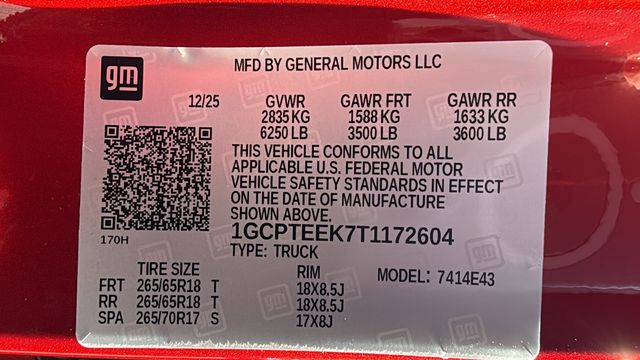 gm
MFD BY GENERAL MOTORS LLC
12/25 GVWR GAWR FRT GAWR RR
2835 KG 1588 KG 1633 KG
6250 LB 3500 LB 3600 LB
THIS VEHICLE CONFORMS TO ALL
APPLICABLE U.S. FEDERAL MOTOR
VEHICLE SAFETY STANDARDS IN EFFECT
ON THE DATE OF MANUFACTURE
SHOWN ABOVE.
170H
1GCPTEEK7T1172604
TYPE: TRUCK
TIRE SIZE RIM MODEL: 7414E43
FRT 265/65R18 T 18X8.5J
RR 265/65R18 T 18X8.5J
SPA 265/70R17 S 17X8J